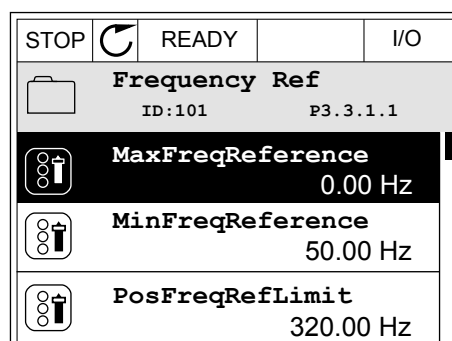 STOP READY I/O
Frequency Ref
ID:101 P3.3.1.1
MaxFreqReference
0.00 Hz
MinFreqReference
50.00 Hz
PosFreqRefLimit
320.00 Hz